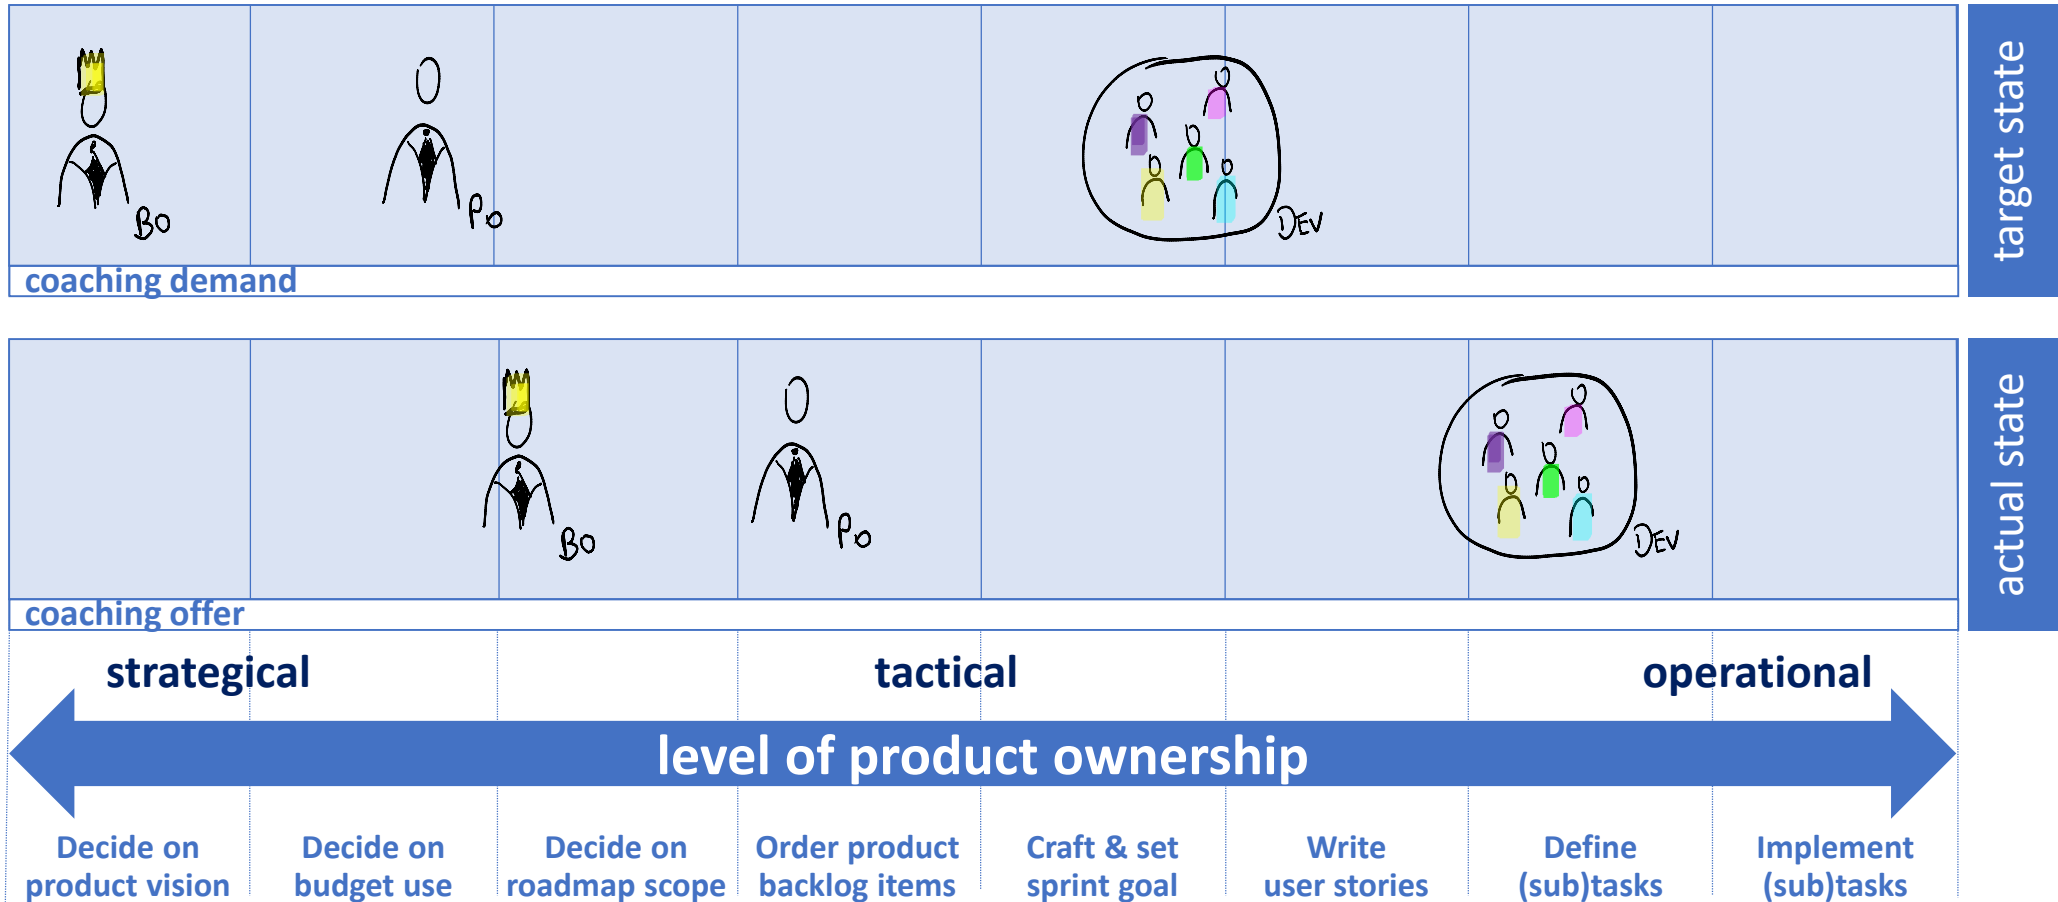 BO
PO
DEV
target state
coaching demand
BO
PO
DEV
actual state
coaching offer
strategical
tactical
operational
level of product ownership
Decide on
product vision
Decide on
budget use
Decide on
roadmap scope
Order product
backlog items
Craft & set
sprint goal
Write
user stories
Define
(sub)tasks
Implement
(sub)tasks